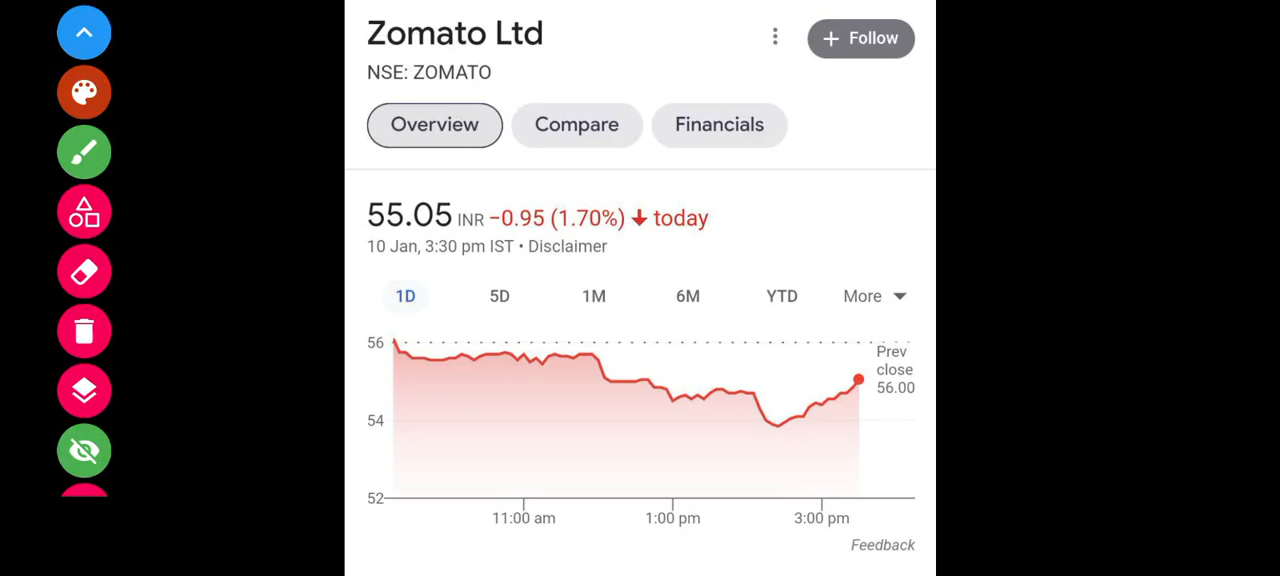 Zomato Ltd
+ Follow
NSE: ZOMATO
Overview
Compare
Financials
55.05 INR −0.95 (1.70%) ↓ today
10 Jan, 3:30 pm IST • Disclaimer
1D
5D
1M
6M
YTD
More
56
54
52
Prev
close
56.00
11:00 am
1:00 pm
3:00 pm
Feedback